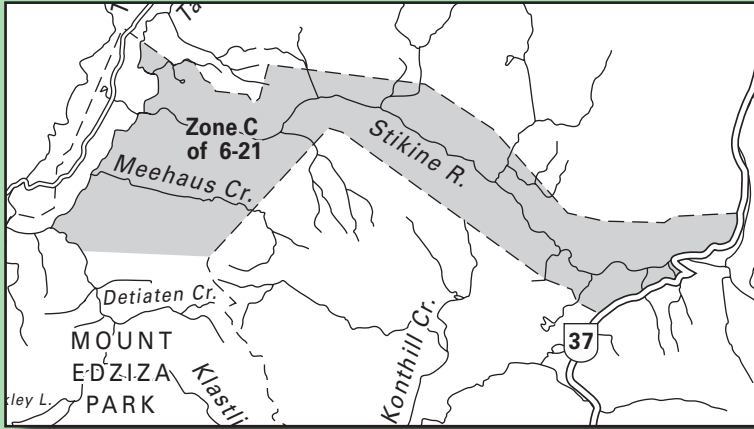 Zone C
of 6-21
Stikine R.
Meehaus Cr.
Detiaten Cr.
37
MOUNT
EDZIZA
PARK
Konthill Cr.